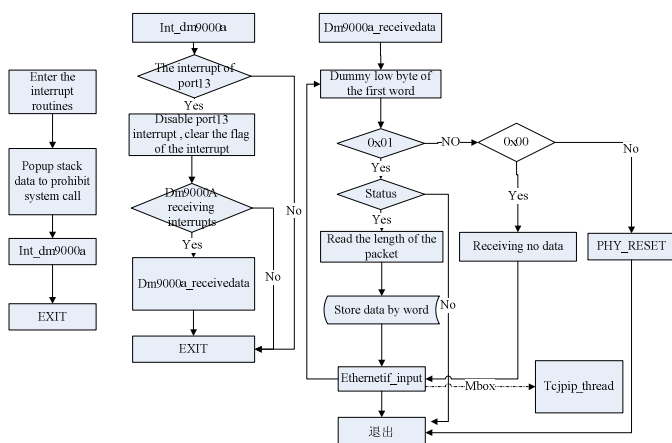 Enter the
interrupt
routines
Popup stack
data to prohibit
system call
Int_dm9000a
EXIT
Int_dm9000a
The interrupt of
port13
Yes
Disable port13
interrupt , clear the flag
of the interrupt
Dm9000A
receiving
interrupts
Yes
Dm9000a_receivedata
EXIT
No
No
Dm9000a_receivedata
Dummy low byte of
the first word
0x01
NO
0x00
No
Yes
Status
Yes
Yes
Read the length of the
packet
Receiving no data
PHY_RESET
Store data by word
No
Ethernetif_input
Mbox
Tcjpip_thread
退出